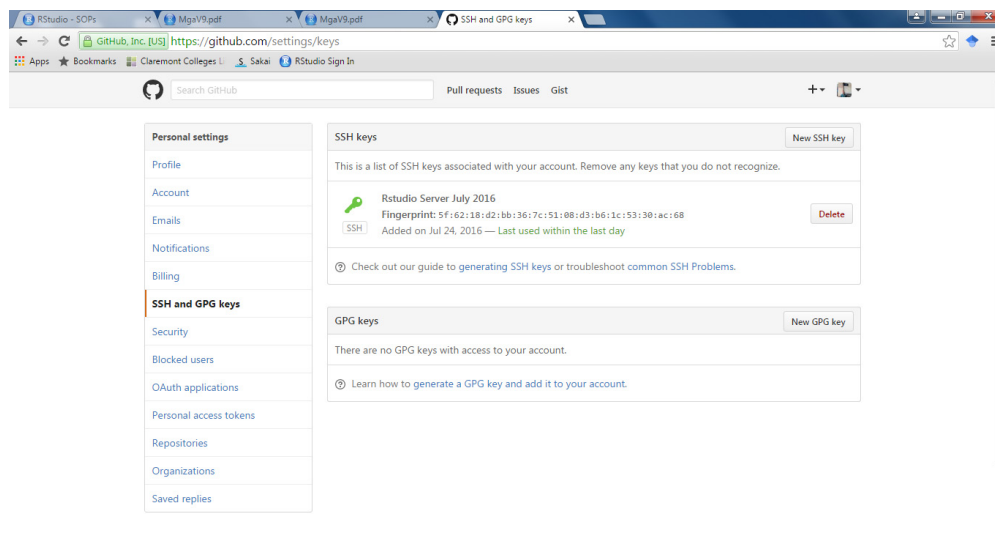 RStudio - SOPs
MgaV9.pdf
MgaV9.pdf
SSH and GPG keys
GitHub, Inc. [US] https://github.com/settings/keys
Apps Bookmarks Claremont Colleges L Sakai RStudio Sign In
Search GitHub
Pull requests Issues Gist
Personal settings
Profile
Account
Emails
Notifications
Billing
SSH and GPG keys
Security
Blocked users
OAuth applications
Personal access tokens
Repositories
Organizations
Saved replies
SSH keys
New SSH key
This is a list of SSH keys associated with your account. Remove any keys that you do not recognize.
SSH
Rstudio Server July 2016
Fingerprint: 5f:62:18:d2:bb:36:7c:51:08:d3:b6:1c:53:30:ac:68
Added on Jul 24, 2016 — Last used within the last day
Delete
Check out our guide to generating SSH keys or troubleshoot common SSH Problems.
GPG keys
New GPG key
There are no GPG keys with access to your account.
Learn how to generate a GPG key and add it to your account.